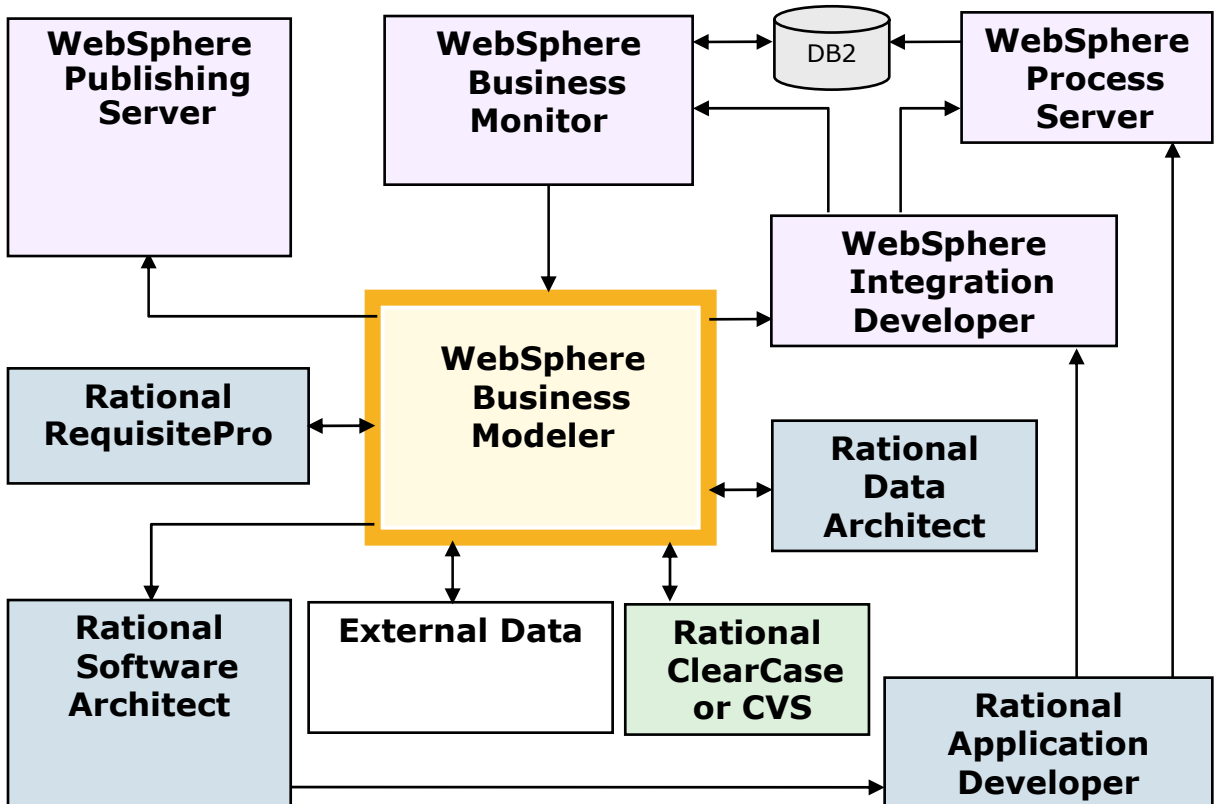 WebSphere
Publishing
Server
WebSphere
Business
Monitor
DB2
WebSphere
Process
Server
WebSphere
Integration
Developer
WebSphere
Business
Modeler
Rational
RequisitePro
Rational
Data
Architect
Rational
Software
Architect
External Data
Rational
ClearCase
or CVS
Rational
Application
Developer